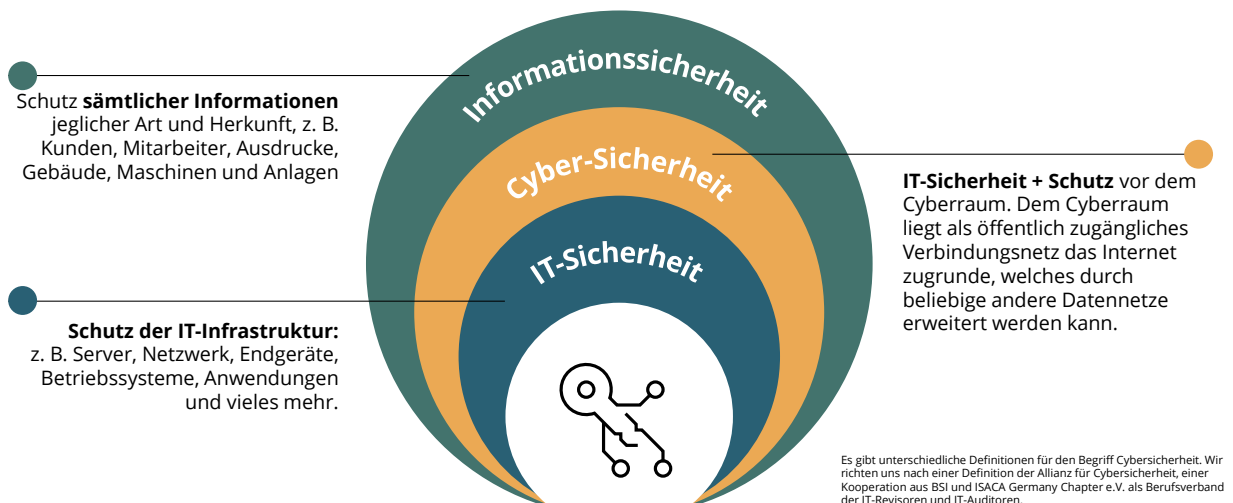 Informationssicherheit
Schutz sämtlicher Informationen
jeglicher Art und Herkunft, z. B.
Kunden, Mitarbeiter, Ausdrucke,
Gebäude, Maschinen und Anlagen
Cyber-Sicherheit
IT-Sicherheit + Schutz vor dem
Cyberraum. Dem Cyberraum
liegt als öffentlich zugängliches
Verbindungsnetz das Internet
zugrunde, welches durch
beliebige andere Datennetze
erweitert werden kann.
IT-Sicherheit
Schutz der IT-Infrastruktur:
z. B. Server, Netzwerk, Endgeräte,
Betriebssysteme, Anwendungen
und vieles mehr.
Es gibt unterschiedliche Definitionen für den Begriff Cybersicherheit. Wir
richten uns nach einer Definition der Allianz für Cybersicherheit, einer
Kooperation aus BSI und ISACA Germany Chapter e.V. als Berufsverband
der IT-Revisoren und IT-Auditoren.